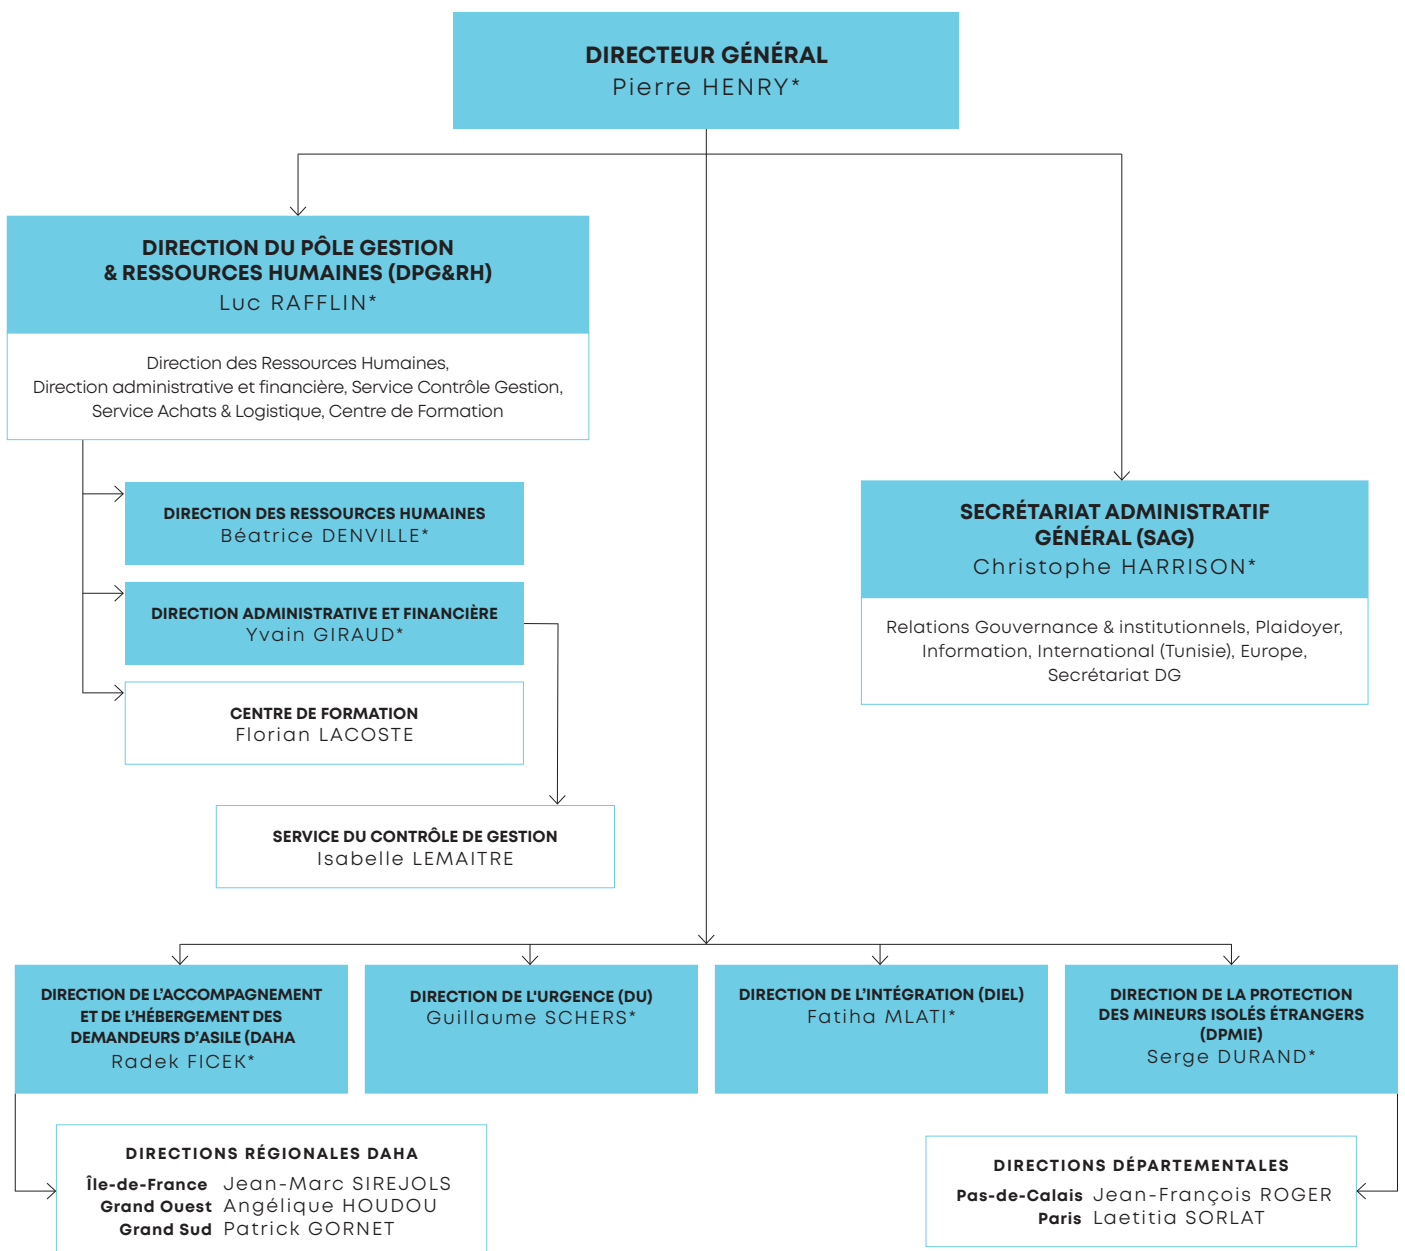 DIRECTEUR GÉNÉRAL
Pierre HENRY*
DIRECTION DU PÔLE GESTION
& RESSOURCES HUMAINES (DPG&RH)
Luc RAFFLIN*
Direction des Ressources Humaines,
Direction administrative et financière, Service Contrôle Gestion,
Service Achats & Logistique, Centre de Formation
DIRECTION DES RESSOURCES HUMAINES
Béatrice DENVILLE*
DIRECTION ADMINISTRATIVE ET FINANCIÈRE
Yvain GIRAUD*
CENTRE DE FORMATION
Florian LACOSTE
SERVICE DU CONTRÔLE DE GESTION
Isabelle LEMAITRE
SECRÉTARIAT ADMINISTRATIF
GÉNÉRAL (SAG)
Christophe HARRISON*
Relations Gouvernance & institutionnels, Plaidoyer,
Information, International (Tunisie), Europe,
Secrétariat DG
DIRECTION DE L’ACCOMPAGNEMENT
ET DE L’HÉBERGEMENT DES
DEMANDEURS D’ASILE (DAHA
Radek FICEK*
DIRECTION DE L'URGENCE (DU)
Guillaume SCHERS*
DIRECTION DE L’INTÉGRATION (DIEL)
Fatiha MLATI*
DIRECTION DE LA PROTECTION
DES MINEURS ISOLÉS ÉTRANGERS
(DPMIE)
Serge DURAND*
DIRECTIONS RÉGIONALES DAHA
Île-de-France Jean-Marc SIREJOLS
Grand Ouest Angélique HOUDOU
Grand Sud Patrick GORNET
DIRECTIONS DÉPARTEMENTALES
Pas-de-Calais Jean-François ROGER
Paris Laetitia SORLAT